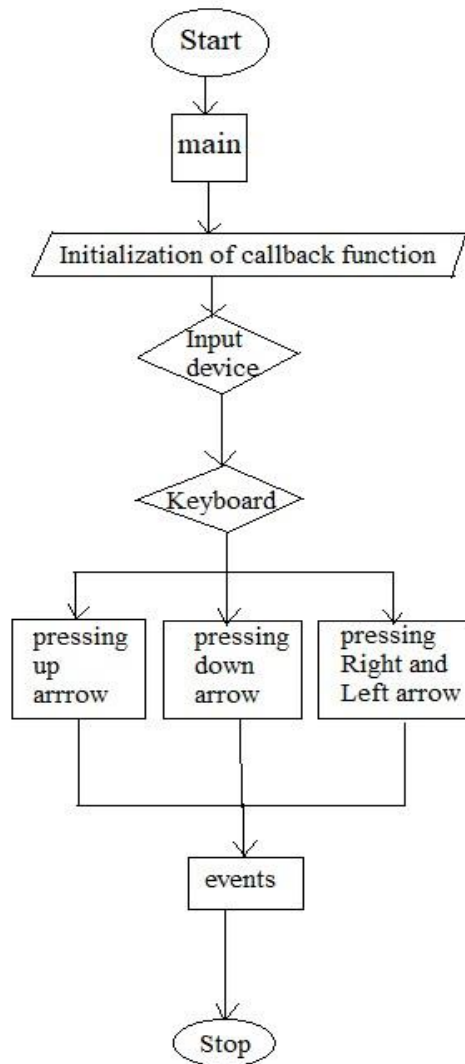 Start
main
Initialization of callback function
Input
device
Keyboard
pressing
up
arrrow
pressing
down
arrow
pressing
Right and
Left arrow
events
Stop